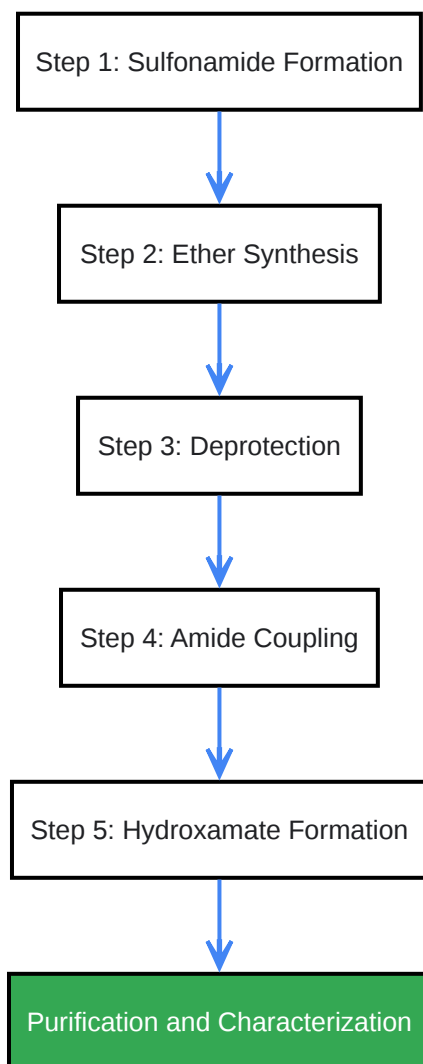 Step 1: Sulfonamide Formation
Step 2: Ether Synthesis
Step 3: Deprotection
Step 4: Amide Coupling
Step 5: Hydroxamate Formation
Purification and Characterization